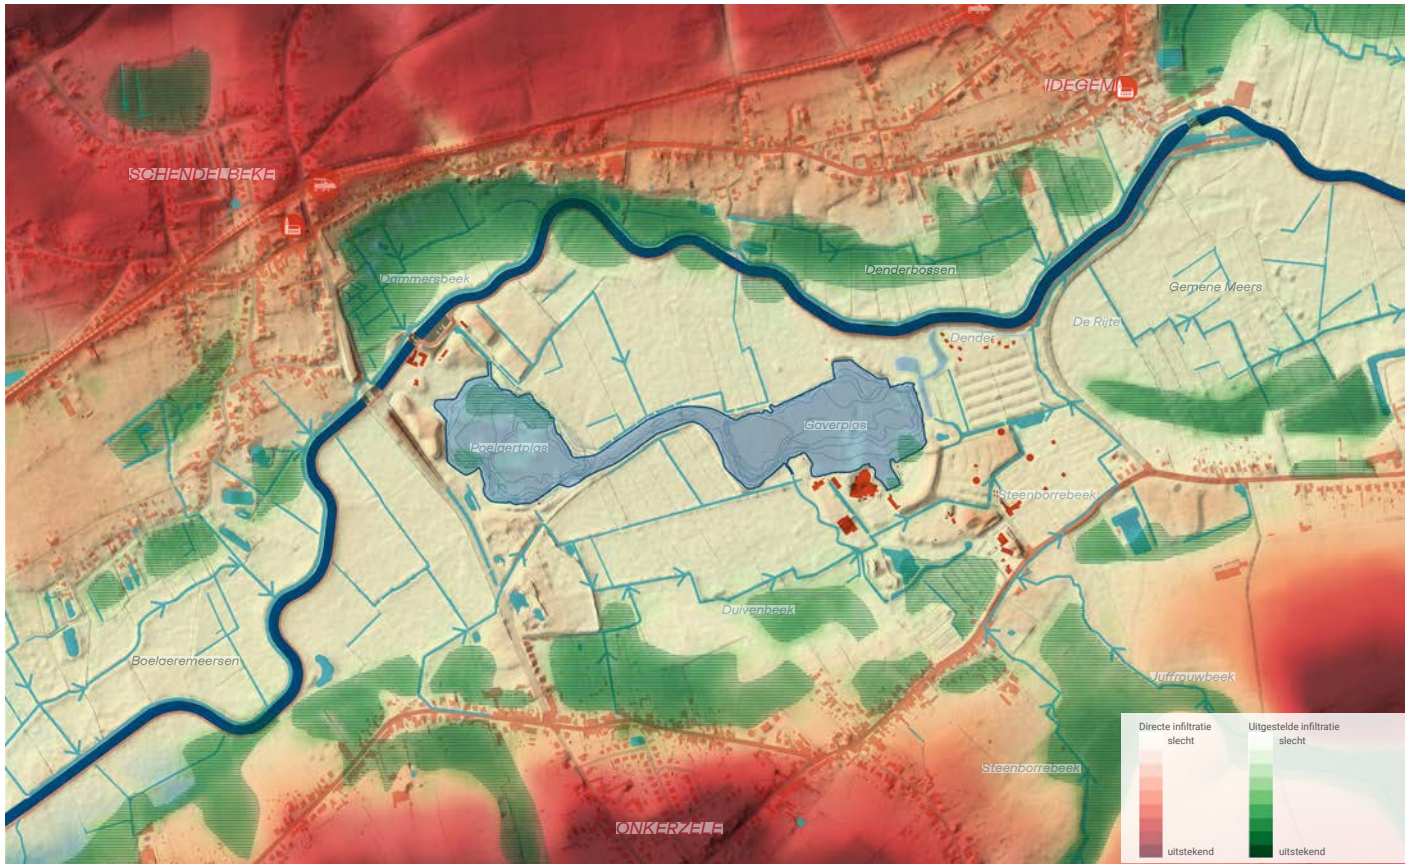 IDEGEM
SCHENDELBEKE
Dammersbeek
Denderbossen
Gemene Meers
De Rijte
Dender
Gaverplas
Poelaertplas
Steenborrebeek
Duivenbeek
Boelaeremeersen
Juffrouwbeek
Steenborrebeek
ONKERZELE
Directe infiltratie
slecht
uitstekend
Uitgestelde infiltratie
slecht
uitstekend